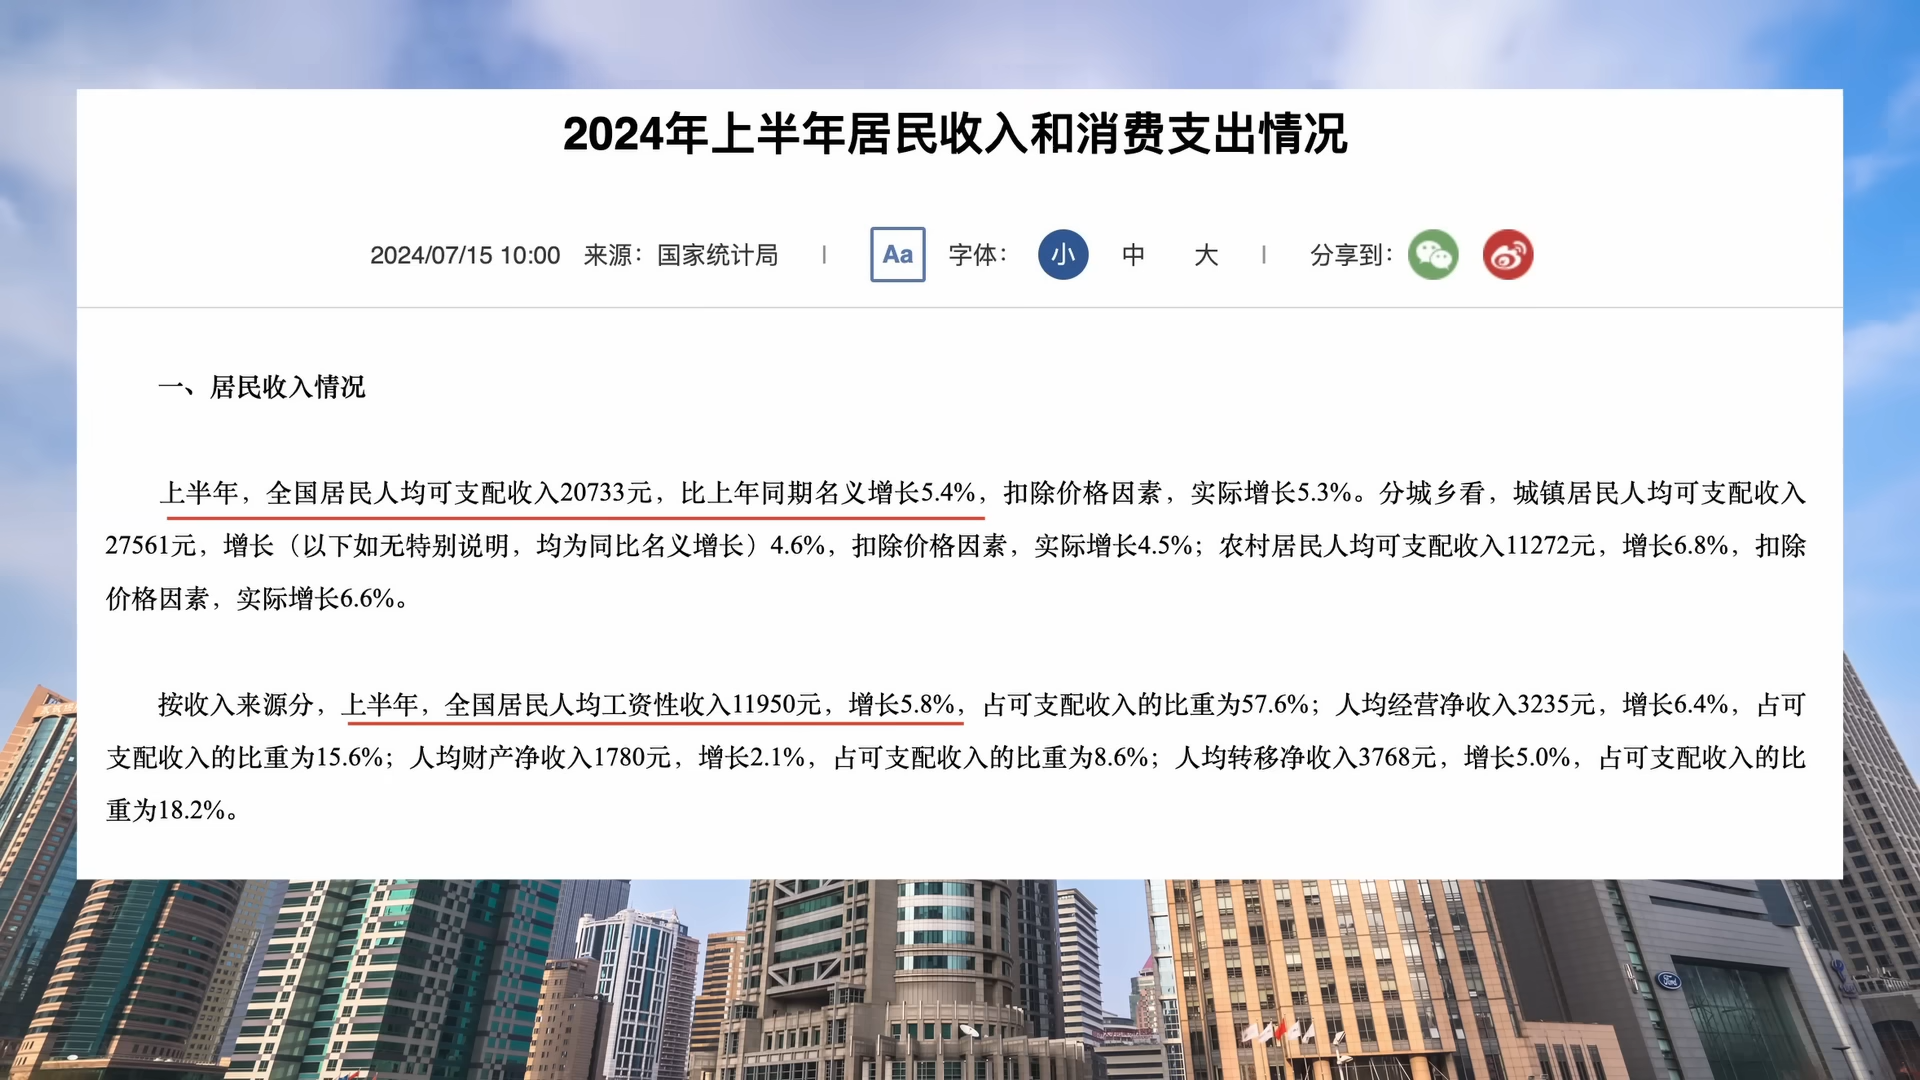 2024年上半年居民收入和消费支出情况
2024/07/15 10:00 来源：国家统计局 | Aa 字体： 小 中 大 | 分享到：
一、居民收入情况
上半年，全国居民人均可支配收入20733元，比上年同期名义增长5.4%，扣除价格因素，实际增长5.3%。分城乡看，城镇居民人均可支配收入
27561元，增长（以下如无特别说明，均为同比名义增长）4.6%，扣除价格因素，实际增长4.5%；农村居民人均可支配收入11272元，增长6.8%，扣除
价格因素，实际增长6.6%。
按收入来源分，上半年，全国居民人均工资性收入11950元，增长5.8%，占可支配收入的比重为57.6%；人均经营净收入3235元，增长6.4%，占可
支配收入的比重为15.6%；人均财产净收入1780元，增长2.1%，占可支配收入的比重为8.6%；人均转移净收入3768元，增长5.0%，占可支配收入的比
重为18.2%。
Ford